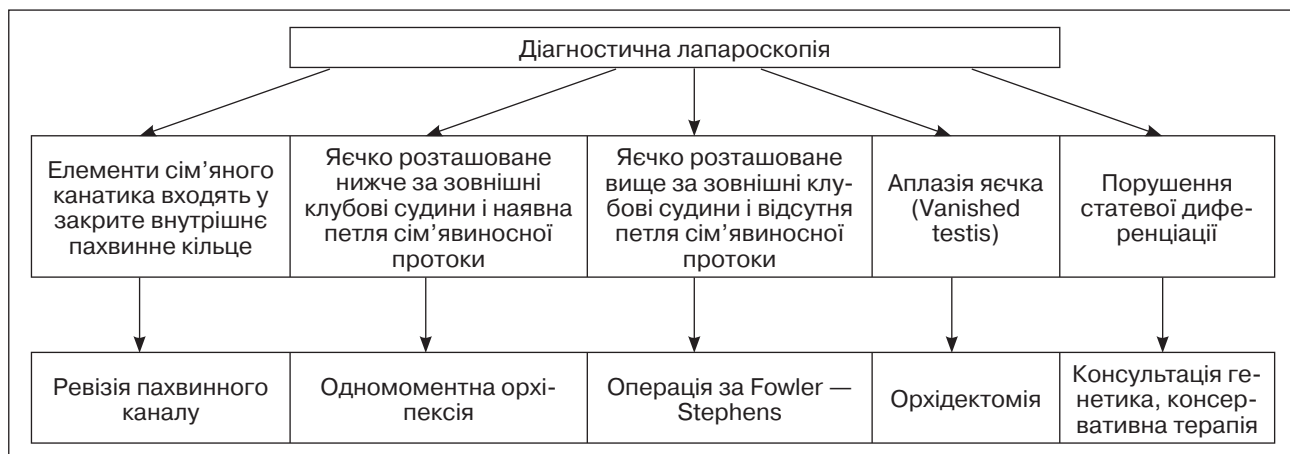 Діагностична лапароскопія
Елементи сім’яного
канатика входять у
закрите внутрішнє
пахвинне кільце
Яєчко розташоване
нижче за зовнішні
клубові судини і наявна
петля сім’явиносної
протоки
Яєчко розташоване
вище за зовнішні клу-
бові судини і відсутня
петля сім’явиносної
протоки
Аплазія яєчка
(Vanished
testis)
Порушення
статевої дифе-
ренціації
Ревізія пахвинного
каналу
Одномоментна орхі-
пексія
Операція за Fowler —
Stephens
Орхідектомія
Консультація ге-
нетика, консер-
вативна терапія